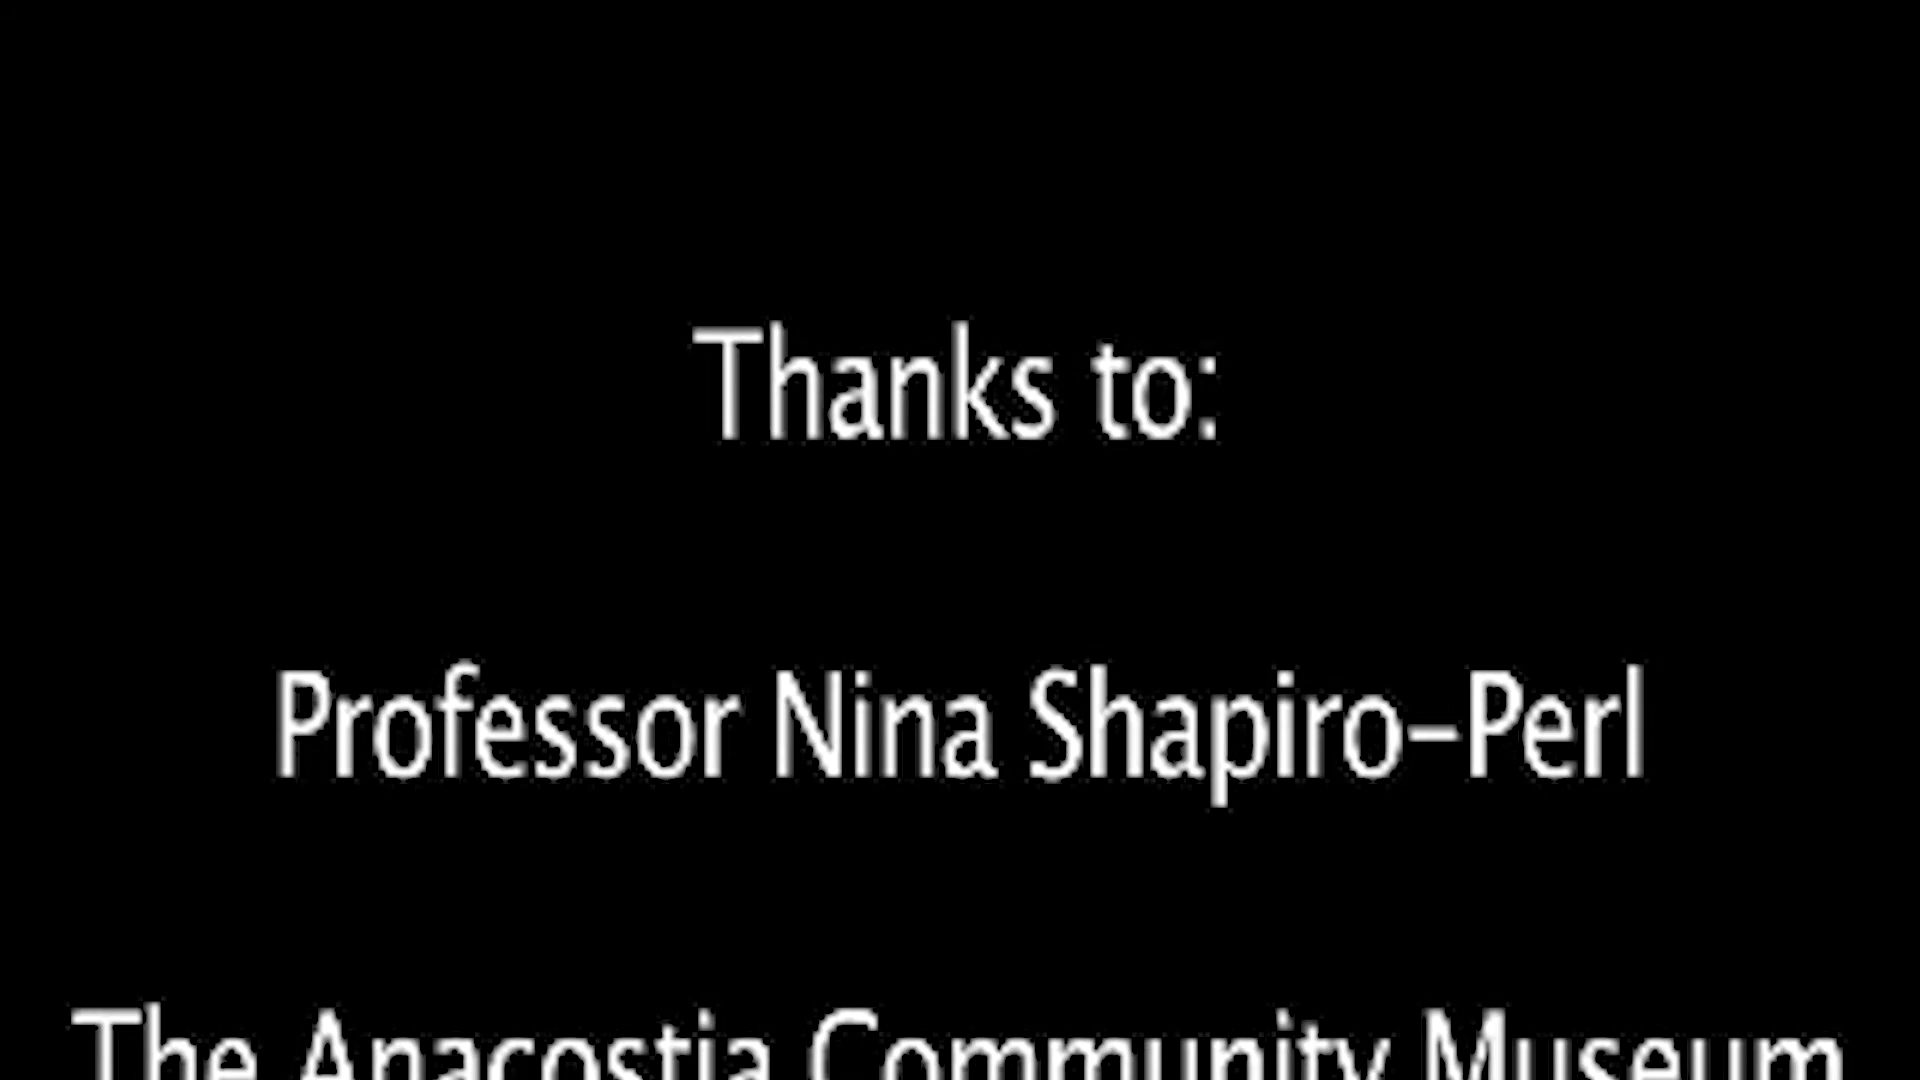 Thanks to:
Professor Nina Shapiro-Perl
The Anacostia Community Museum